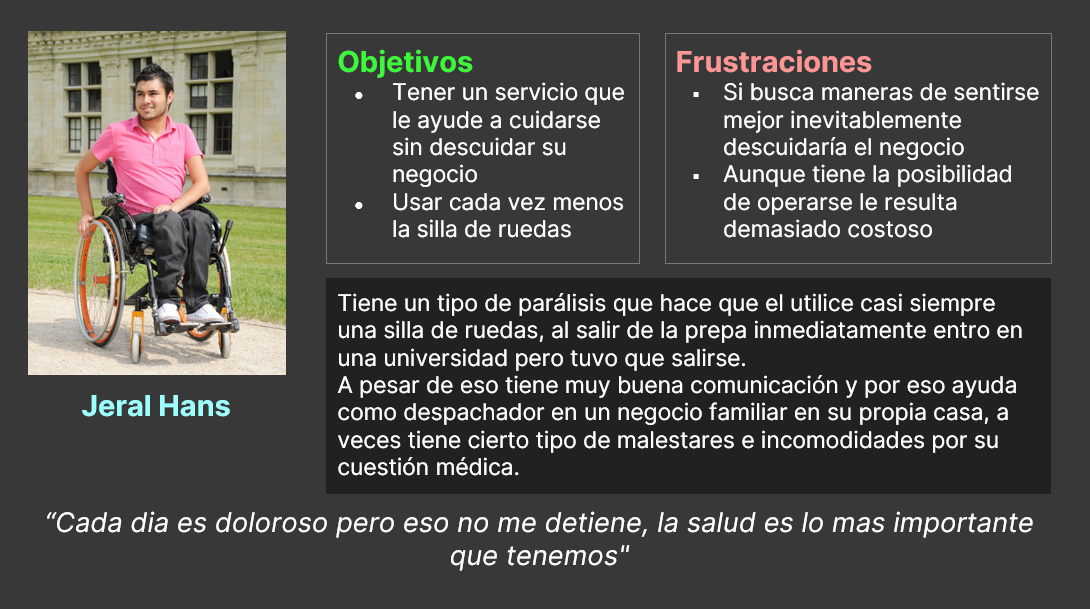 Objetivos
• Tener un servicio que
le ayude a cuidarse
sin descuidar su
negocio
• Usar cada vez menos
la silla de ruedas
Frustraciones
▪ Si busca maneras de sentirse
mejor inevitablemente
descuidaría el negocio
▪ Aunque tiene la posibilidad
de operarse le resulta
demasiado costoso
Jeral Hans
Tiene un tipo de parálisis que hace que el utilice casi siempre
una silla de ruedas, al salir de la prepa inmediatamente entro en
una universidad pero tuvo que salirse.
A pesar de eso tiene muy buena comunicación y por eso ayuda
como despachador en un negocio familiar en su propia casa, a
veces tiene cierto tipo de malestares e incomodidades por su
cuestión médica.
“Cada dia es doloroso pero eso no me detiene, la salud es lo mas importante
que tenemos"